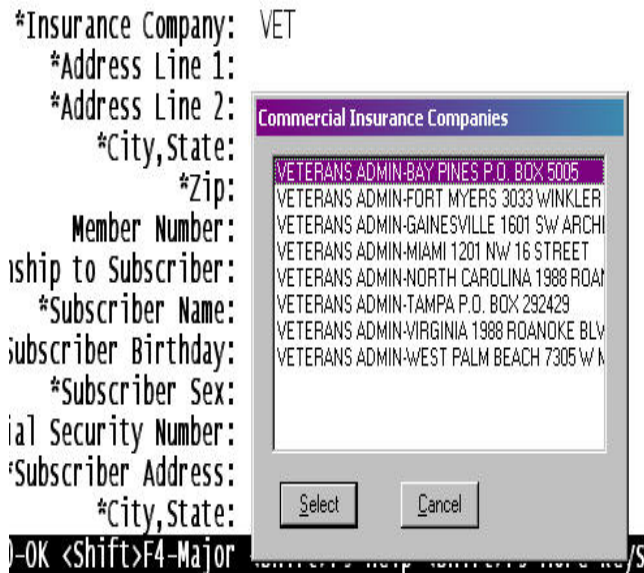 *Insurance Company: VET
*Address Line 1:
*Address Line 2:
*City,State:
*Zip:
Member Number:
nship to Subscriber:
*Subscriber Name:
Subscriber Birthday:
*Subscriber Sex:
ial Security Number:
*Subscriber Address:
*City,State:
Commercial Insurance Companies
VETERANS ADMIN-BAY PINES P.O. BOX 5005
VETERANS ADMIN-FORT MYERS 3033 WINKLER
VETERANS ADMIN-GAINESVILLE 1601 SW ARCHI
VETERANS ADMIN-MIAMI 1201 NW 16 STREET
VETERANS ADMIN-NORTH CAROLINA 1988 ROAN
VETERANS ADMIN-TAMPA P.O. BOX 292429
VETERANS ADMIN-VIRGINIA 1988 ROANOKE BLV
VETERANS ADMIN-WEST PALM BEACH 7305 W M
Select Cancel
-OK <Shift>F4-Major